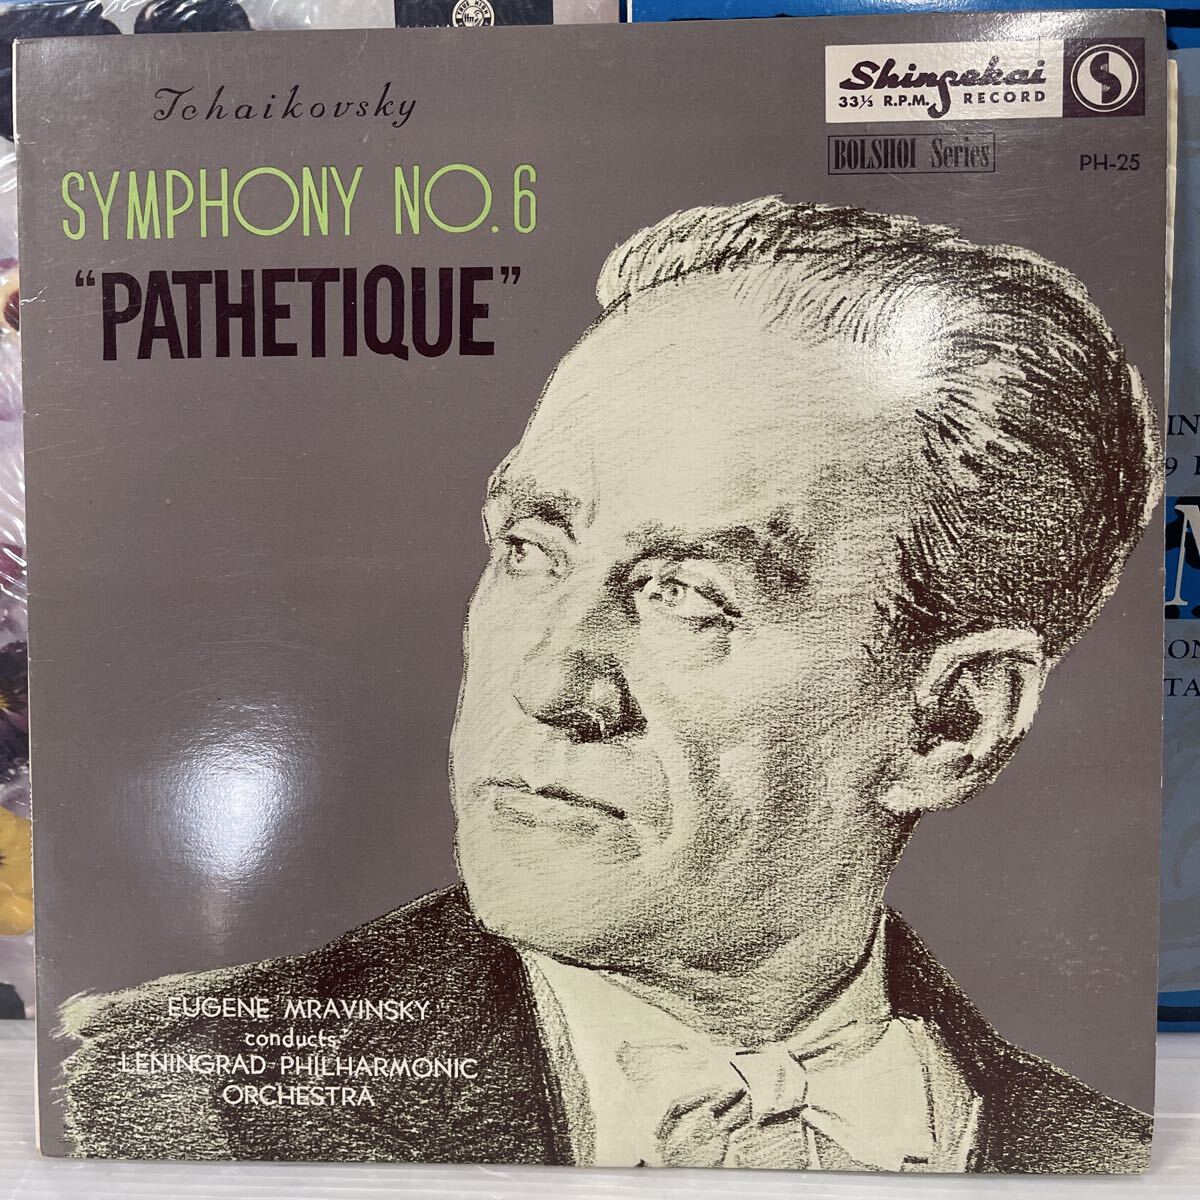 Tchaikovsky
SYMPHONY NO. 6
“PATHETIQUE”
Shinsekai
33⅓ R.P.M. RECORD
S
BOLSHOI Series
PH-25
EUGENE MRAVINSKY
conducts
LENINGRAD-PHILHARMONIC
ORCHESTRA